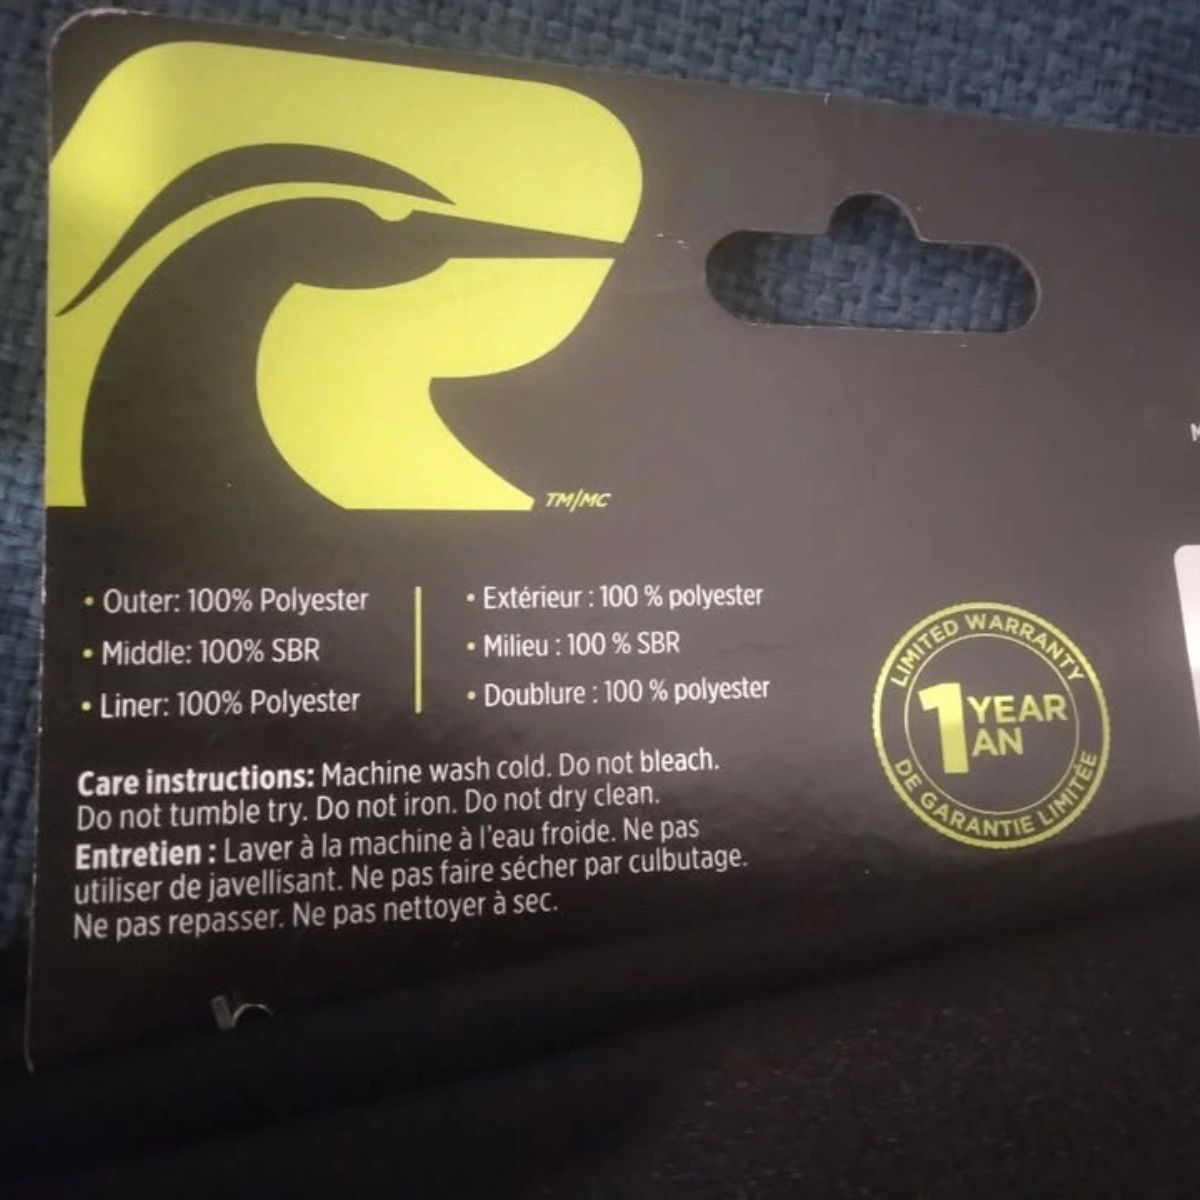 TM/MC
• Outer: 100% Polyester
• Middle: 100% SBR
• Liner: 100% Polyester
• Extérieur : 100 % polyester
• Milieu : 100 % SBR
• Doublure : 100 % polyester
Care instructions: Machine wash cold. Do not bleach.
Do not tumble try. Do not iron. Do not dry clean.
Entretien : Laver à la machine à l'eau froide. Ne pas
utiliser de javellisant. Ne pas faire sécher par culbutage.
Ne pas repasser. Ne pas nettoyer à sec.
LIMITED WARRANTY
1 YEAR
AN
DE GARANTIE LIMITÉE